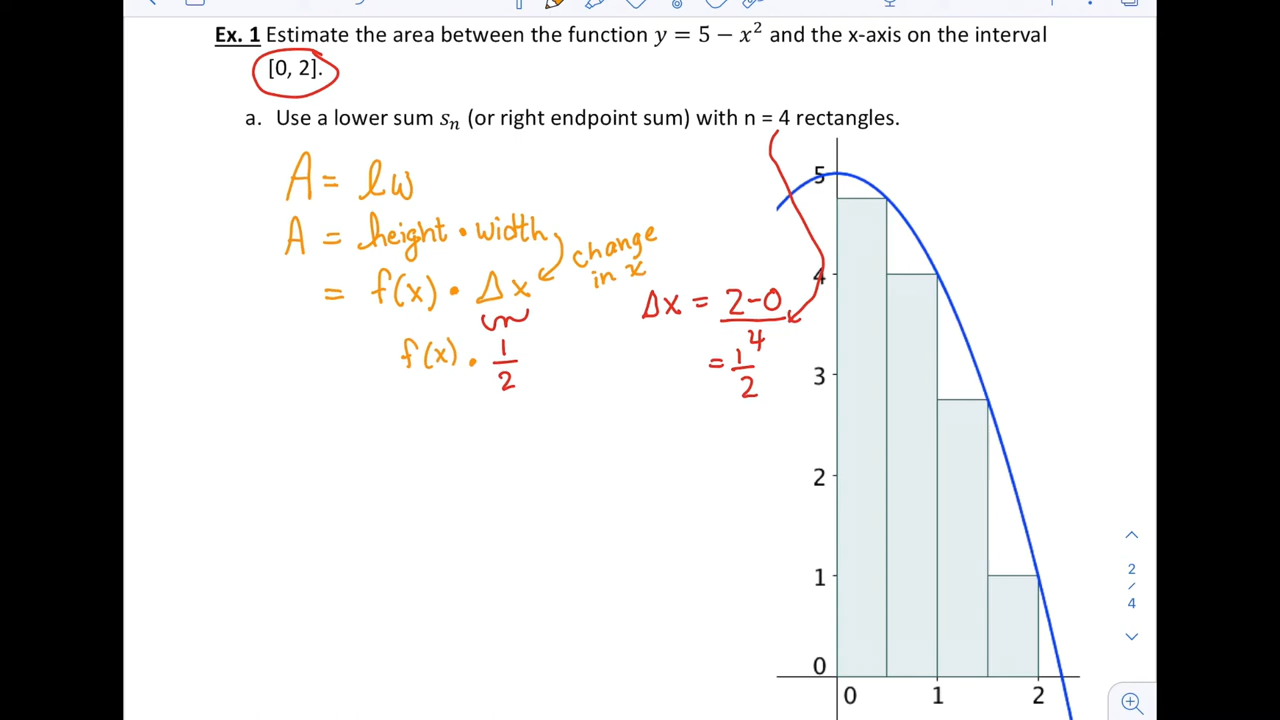 Ex. 1 Estimate the area between the function y = 5 − x² and the x-axis on the interval
[0, 2].
a. Use a lower sum sₙ (or right endpoint sum) with n = 4 rectangles.
A = lw
A = height · width
change
in x
= f(x) · Δx
Δx = 2-0
4
f(x) · 1
2
= 1
2
5
4
3
2
1
0
0 1 2
2
/
4